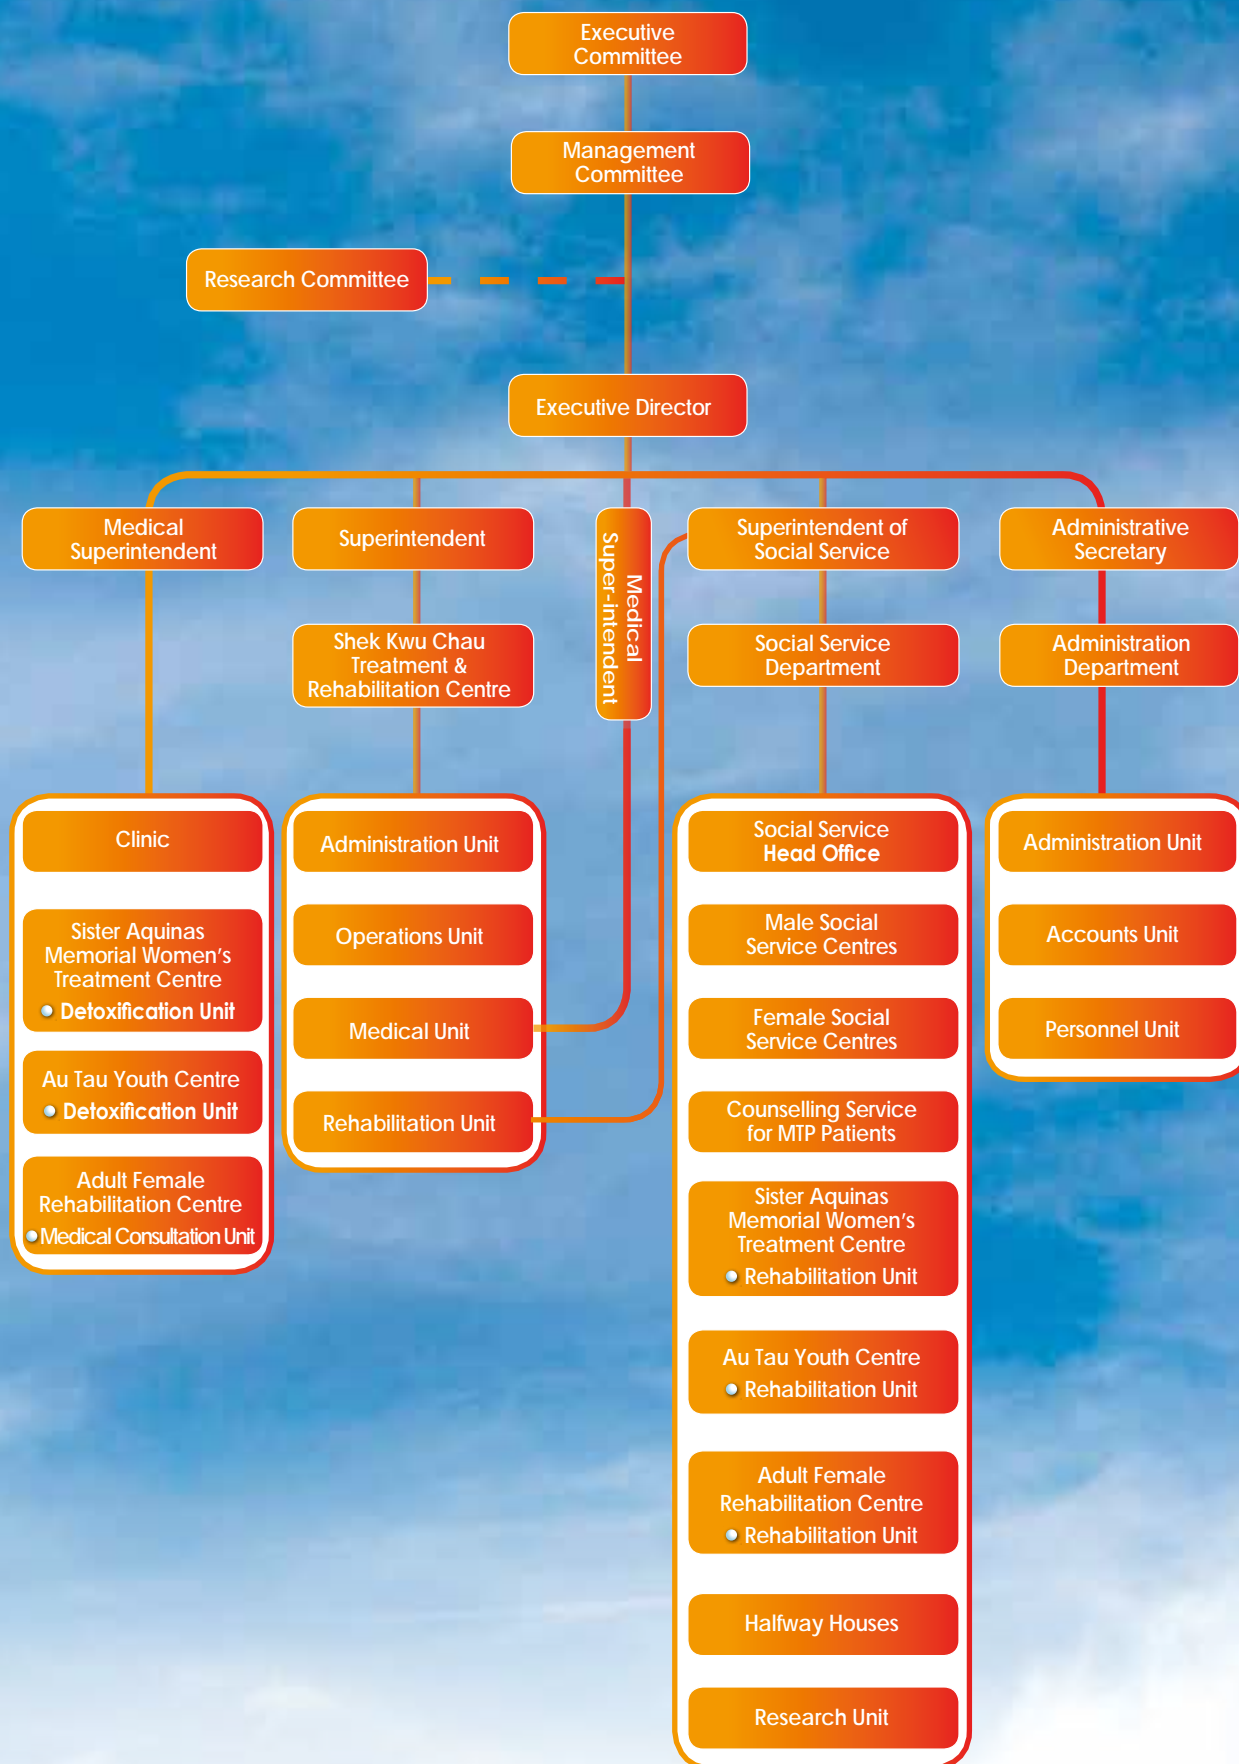 Executive
Committee
Management
Committee
Research Committee
Executive Director
Medical
Superintendent
Superintendent
Medical
Super-intendent
Superintendent of
Social Service
Administrative
Secretary
Shek Kwu Chau
Treatment &
Rehabilitation Centre
Social Service
Department
Administration
Department
Clinic
Sister Aquinas
Memorial Women's
Treatment Centre
Detoxification Unit
Au Tau Youth Centre
Detoxification Unit
Adult Female
Rehabilitation Centre
Medical Consultation Unit
Administration Unit
Operations Unit
Medical Unit
Rehabilitation Unit
Social Service
Head Office
Male Social
Service Centres
Female Social
Service Centres
Counselling Service
for MTP Patients
Sister Aquinas
Memorial Women's
Treatment Centre
Rehabilitation Unit
Au Tau Youth Centre
Rehabilitation Unit
Adult Female
Rehabilitation Centre
Rehabilitation Unit
Halfway Houses
Research Unit
Administration Unit
Accounts Unit
Personnel Unit